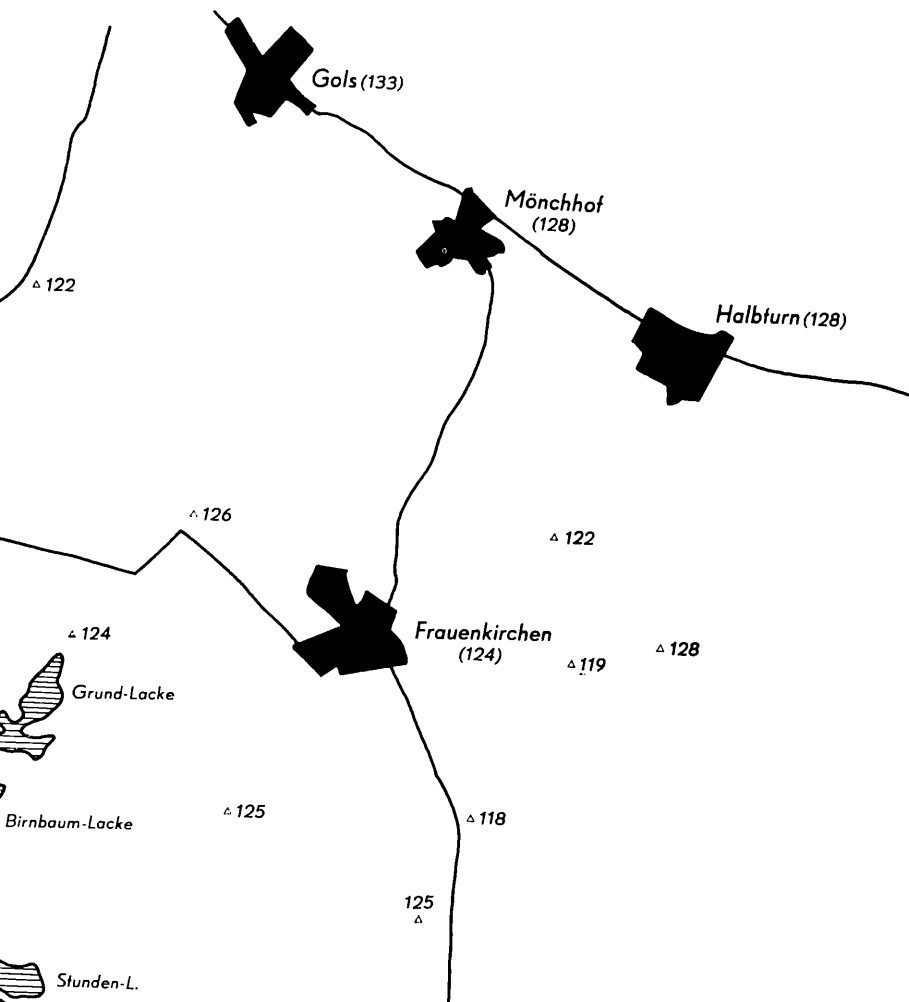 Gols (133)
Mönchhof
(128)
122
Halbturn (128)
126
122
Frauenkirchen
(124)
124
128
119
Grund-Lacke
125
118
Birnbaum-Lacke
125
Stunden-L.